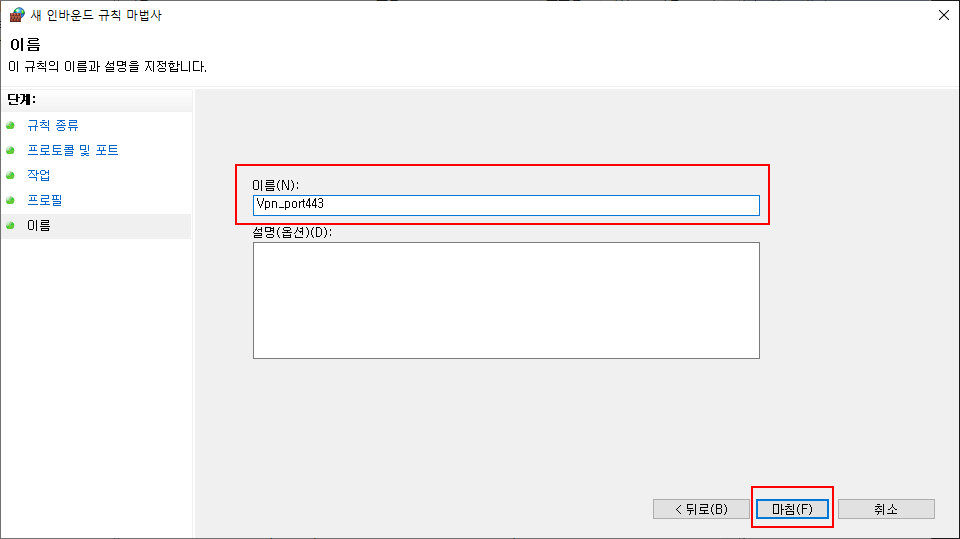 새 인바운드 규칙 마법사
이름
이 규칙의 이름과 설명을 지정합니다.
단계:
규칙 종류
프로토콜 및 포트
작업
프로필
이름
이름(N):
Vpn_port443
설명(옵션)(D):
< 뒤로(B)
마침(F)
취소